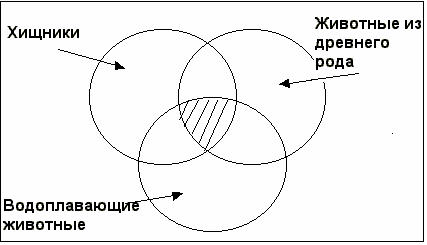 Хищники
Животные из
древнего
рода
Водоплавающие
животные